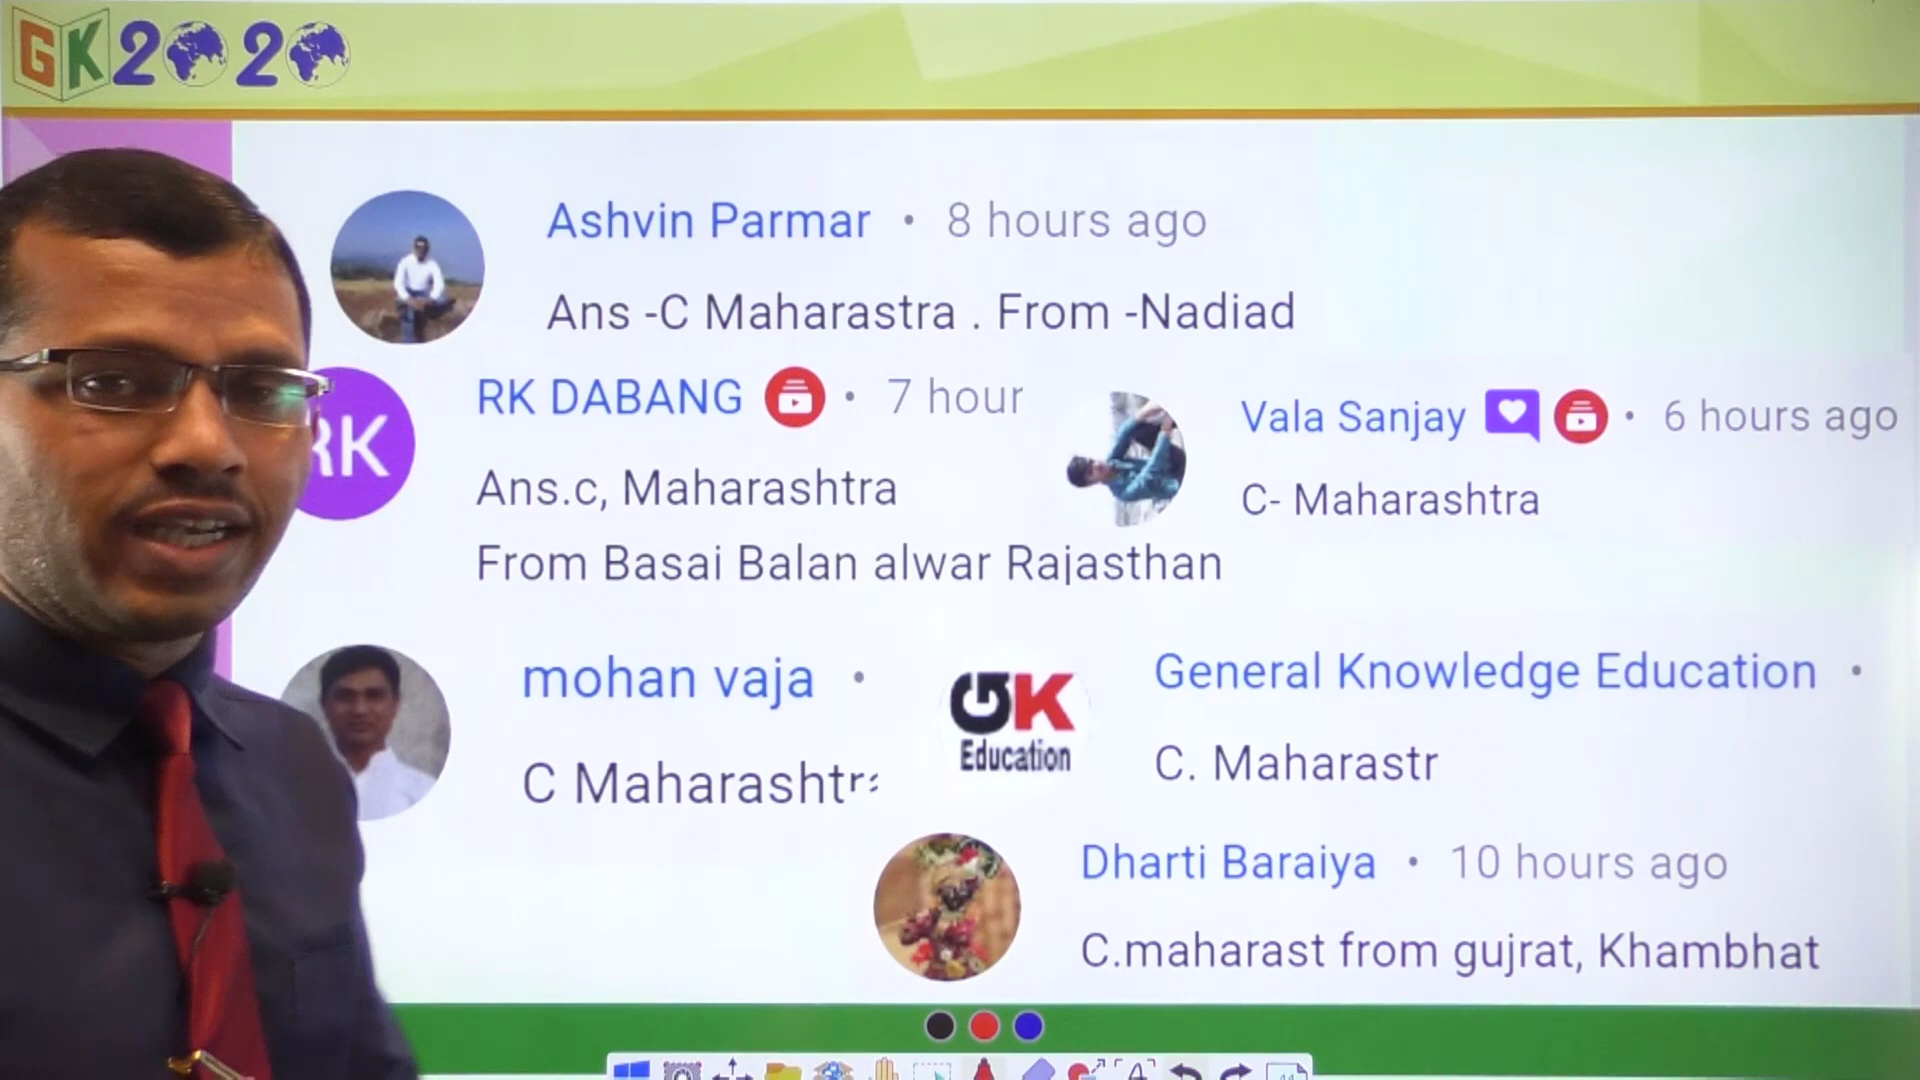 GK2020
Ashvin Parmar • 8 hours ago
Ans -C Maharastra . From -Nadiad
RK DABANG • 7 hour
RK
Ans.c, Maharashtra
From Basai Balan alwar Rajasthan
Vala Sanjay • 6 hours ago
C- Maharashtra
mohan vaja •
C Maharashtr
General Knowledge Education •
GK
Education
C. Maharastr
Dharti Baraiya • 10 hours ago
C.maharast from gujrat, Khambhat